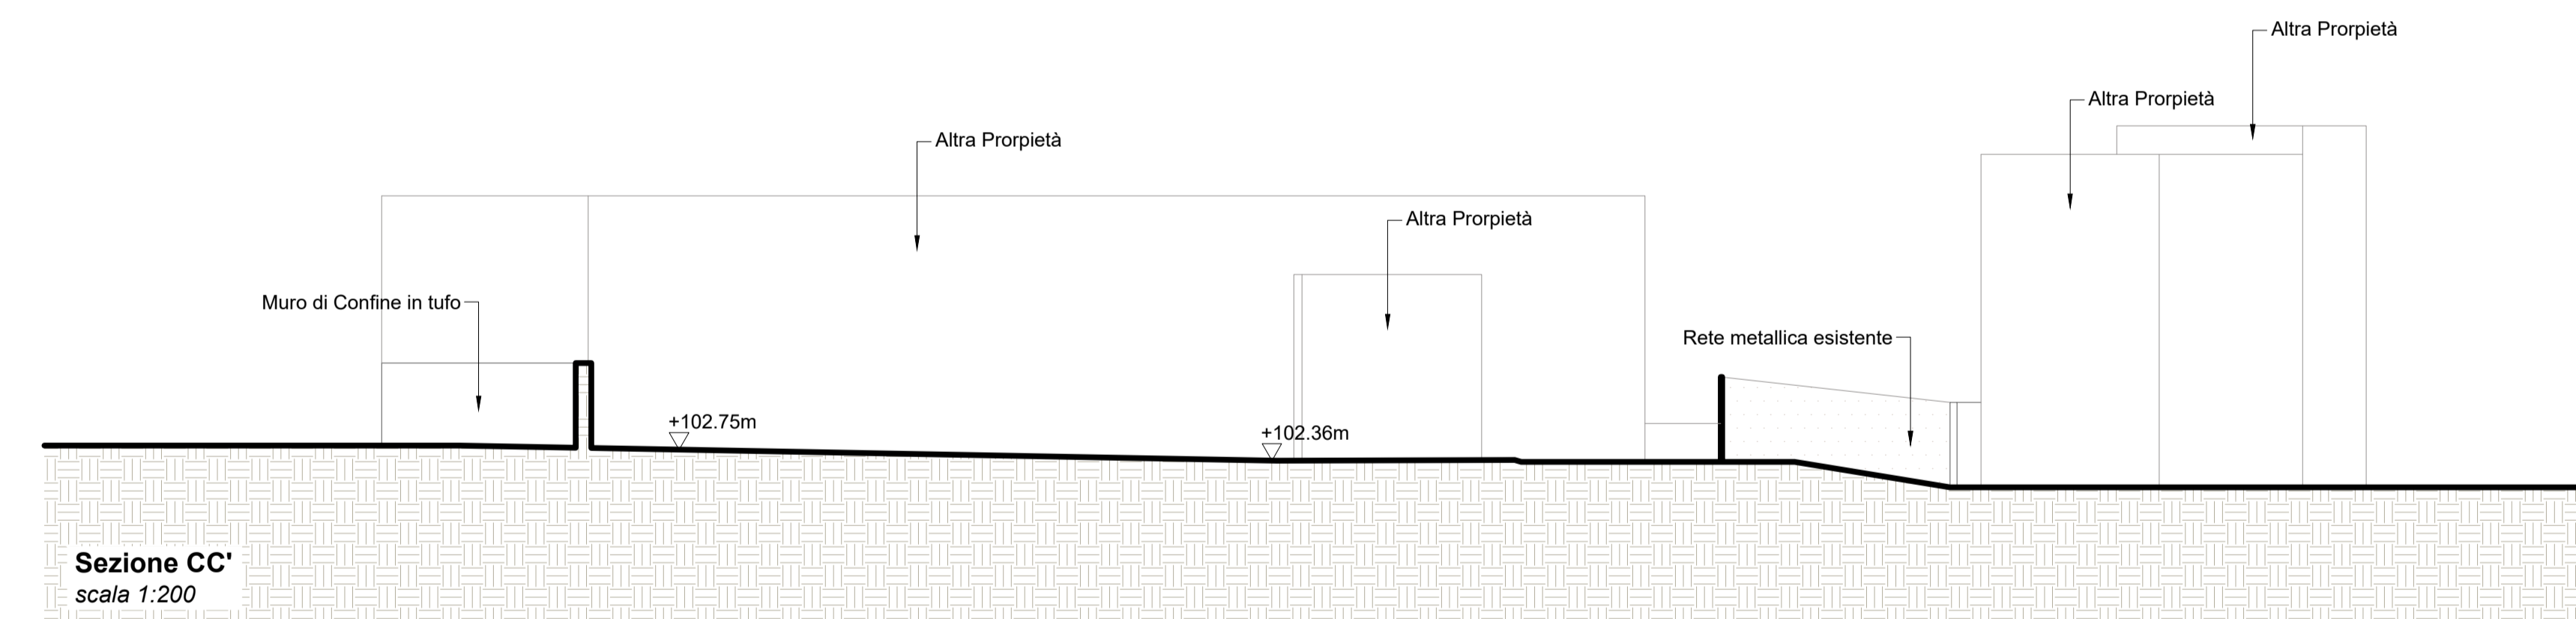 Altra Prorpietà
Altra Prorpietà
Altra Prorpietà
Altra Prorpietà
Muro di Confine in tufo
Rete metallica esistente
+102.75m
+102.36m
Sezione CC'
scala 1:200